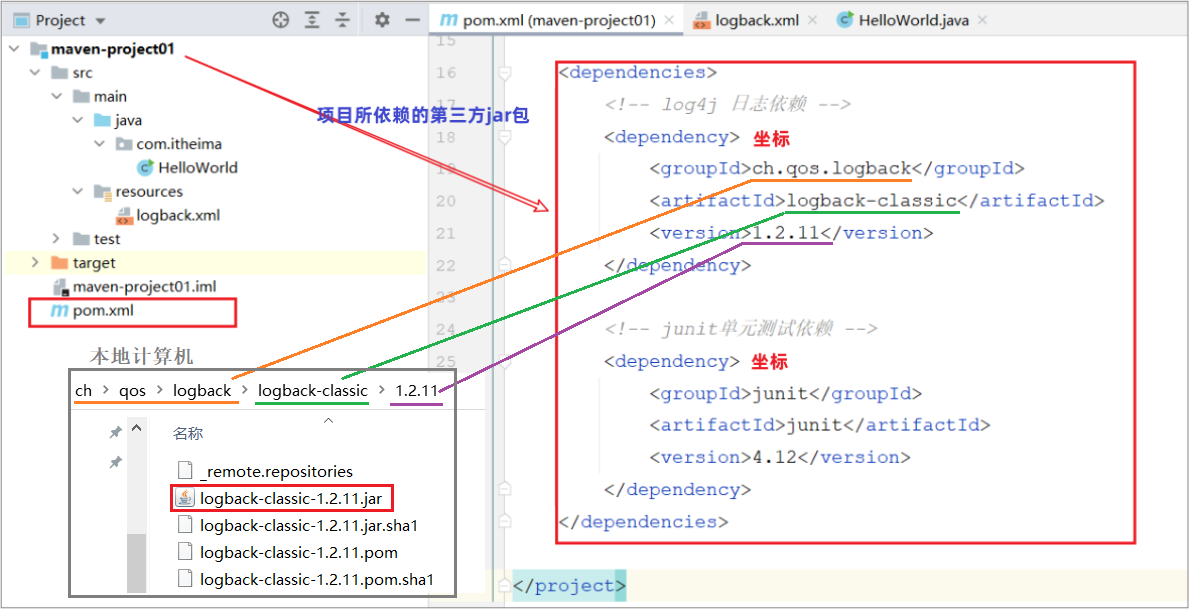 Project
maven-project01
src
main
java
com.itheima
HelloWorld
resources
logback.xml
test
target
maven-project01.iml
pom.xml
本地计算机
ch > qos > logback > logback-classic > 1.2.11
名称
_remote.repositories
logback-classic-1.2.11.jar
logback-classic-1.2.11.jar.sha1
logback-classic-1.2.11.pom
logback-classic-1.2.11.pom.sha1
项目所依赖的第三方jar包
pom.xml (maven-project01) logback.xml HelloWorld.java
15
16 <dependencies>
17 <!-- log4j 日志依赖 -->
18 <dependency> 坐标
19 <groupId>ch.qos.logback</groupId>
20 <artifactId>logback-classic</artifactId>
21 <version>1.2.11</version>
22 </dependency>
23
24 <!-- junit单元测试依赖 -->
25 <dependency> 坐标
<groupId>junit</groupId>
<artifactId>junit</artifactId>
<version>4.12</version>
</dependency>
</dependencies>
</project>